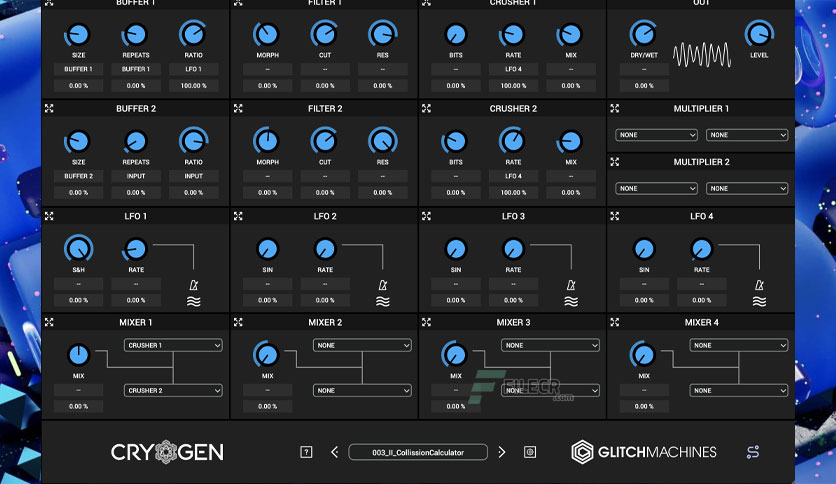 BUFFER 1 FILTER 1 CRUSHER 1 OUT
SIZE REPEATS RATIO MORPH CUT RES BITS RATE MIX DRY/WET LEVEL
BUFFER 1 BUFFER 1 LFO 1 -- -- -- -- LFO 4 -- --
0.00 % 0.00 % 100.00 % 0.00 % 0.00 % 0.00 % 0.00 % 100.00 % 0.00 % 0.00 %
BUFFER 2 FILTER 2 CRUSHER 2 MULTIPLIER 1
NONE NONE
SIZE REPEATS RATIO MORPH CUT RES BITS RATE MIX MULTIPLIER 2
BUFFER 2 INPUT INPUT -- -- -- -- LFO 4 --
NONE NONE
0.00 % 0.00 % 0.00 % 0.00 % 0.00 % 0.00 % 0.00 % 100.00 % 0.00 %
LFO 1 LFO 2 LFO 3 LFO 4
S&H RATE SIN RATE SIN RATE SIN RATE
-- -- -- -- -- -- -- --
0.00 % 0.00 % 0.00 % 0.00 % 0.00 % 0.00 % 0.00 % 0.00 %
MIXER 1 MIXER 2 MIXER 3 MIXER 4
CRUSHER 1 NONE NONE NONE
MIX MIX MIX MIX
-- CRUSHER 2 -- NONE -- NONE -- NONE
0.00 % 0.00 % 0.00 % 0.00 %
FILECR
.com
CRYOGEN ? 003_II_CollissionCalculator GLITCHMACHINES